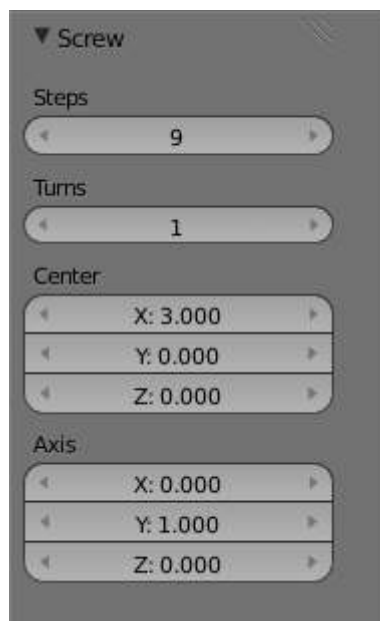 Screw
Steps
9
Turns
1
Center
X: 3.000
Y: 0.000
Z: 0.000
Axis
X: 0.000
Y: 1.000
Z: 0.000